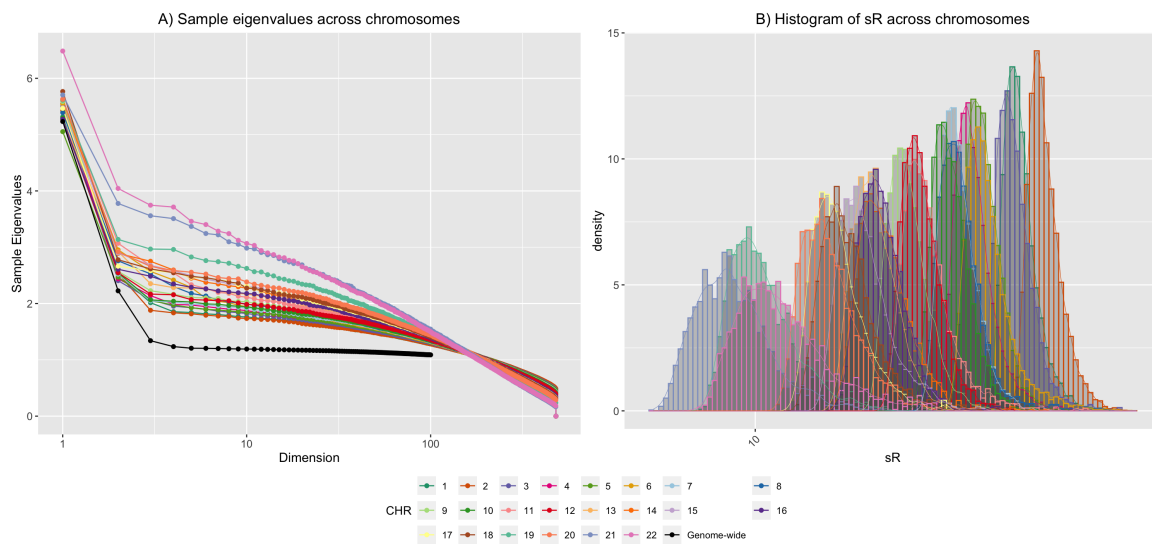 A) Sample eigenvalues across chromosomes
Sample Eigenvalues
6
4
2
0
1
10
100
Dimension
B) Histogram of sR across chromosomes
density
15
10
5
0
10
sR
CHR
1 2 3 4 5 6 7 8
9 10 11 12 13 14 15 16
17 18 19 20 21 22 Genome-wide